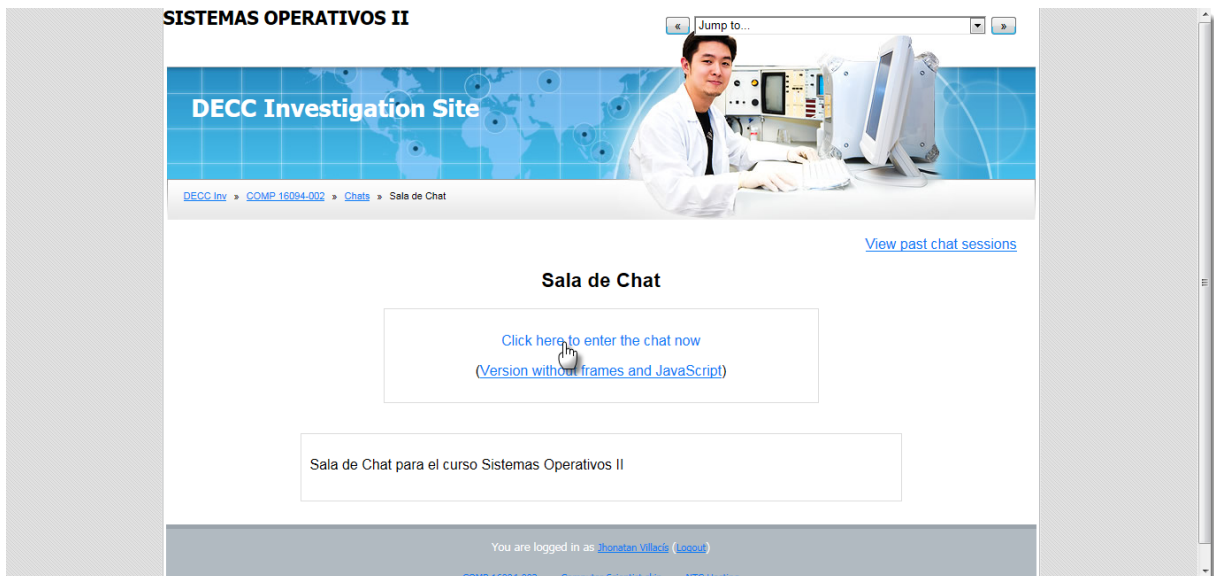 SISTEMAS OPERATIVOS II
« Jump to... »
DECC Investigation Site
DECC Inv » COMP 16094-002 » Chats » Sala de Chat
View past chat sessions
Sala de Chat
Click here to enter the chat now
(Version without frames and JavaScript)
Sala de Chat para el curso Sistemas Operativos II
You are logged in as Jhonatan Villacís (Logout)